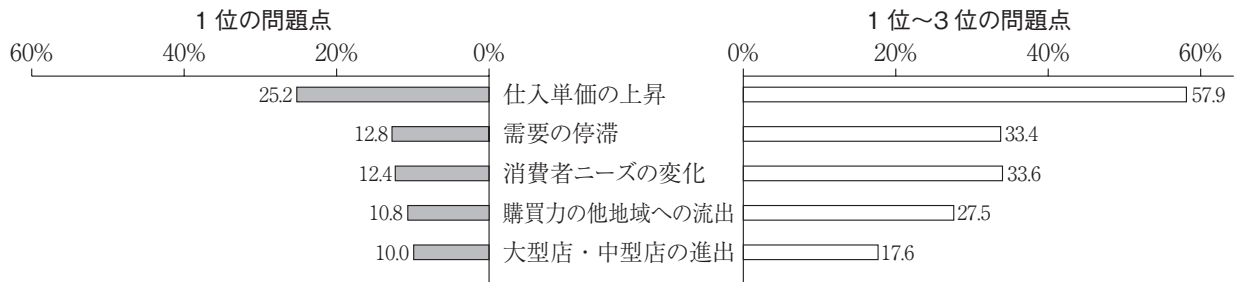 1位の問題点 1位～3位の問題点
60% 40% 20% 0% 0% 20% 40% 60%
25.2 仕入単価の上昇 57.9
12.8 需要の停滞 33.4
12.4 消費者ニーズの変化 33.6
10.8 購買力の他地域への流出 27.5
10.0 大型店・中型店の進出 17.6